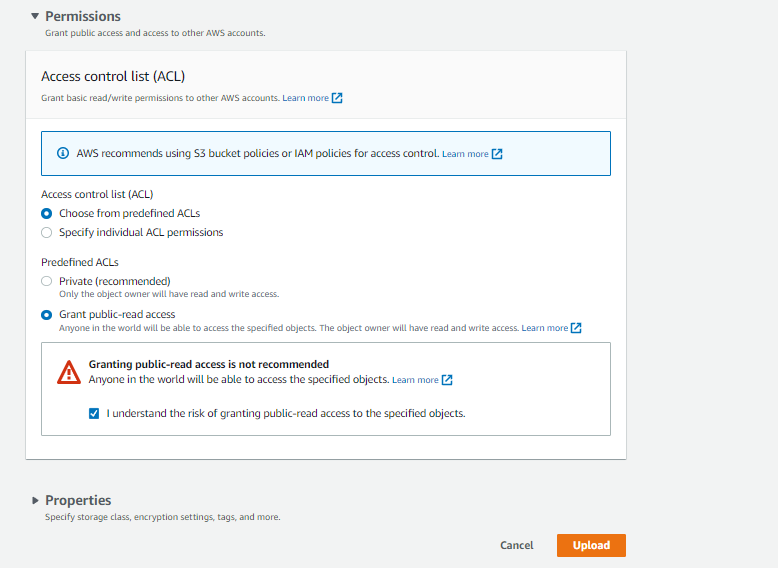 Permissions
Grant public access and access to other AWS accounts.
Access control list (ACL)
Grant basic read/write permissions to other AWS accounts. Learn more
AWS recommends using S3 bucket policies or IAM policies for access control. Learn more
Access control list (ACL)
Choose from predefined ACLs
Specify individual ACL permissions
Predefined ACLs
Private (recommended)
Only the object owner will have read and write access.
Grant public-read access
Anyone in the world will be able to access the specified objects. The object owner will have read and write access. Learn more
Granting public-read access is not recommended
Anyone in the world will be able to access the specified objects. Learn more
I understand the risk of granting public-read access to the specified objects.
Properties
Specify storage class, encryption settings, tags, and more.
Cancel Upload